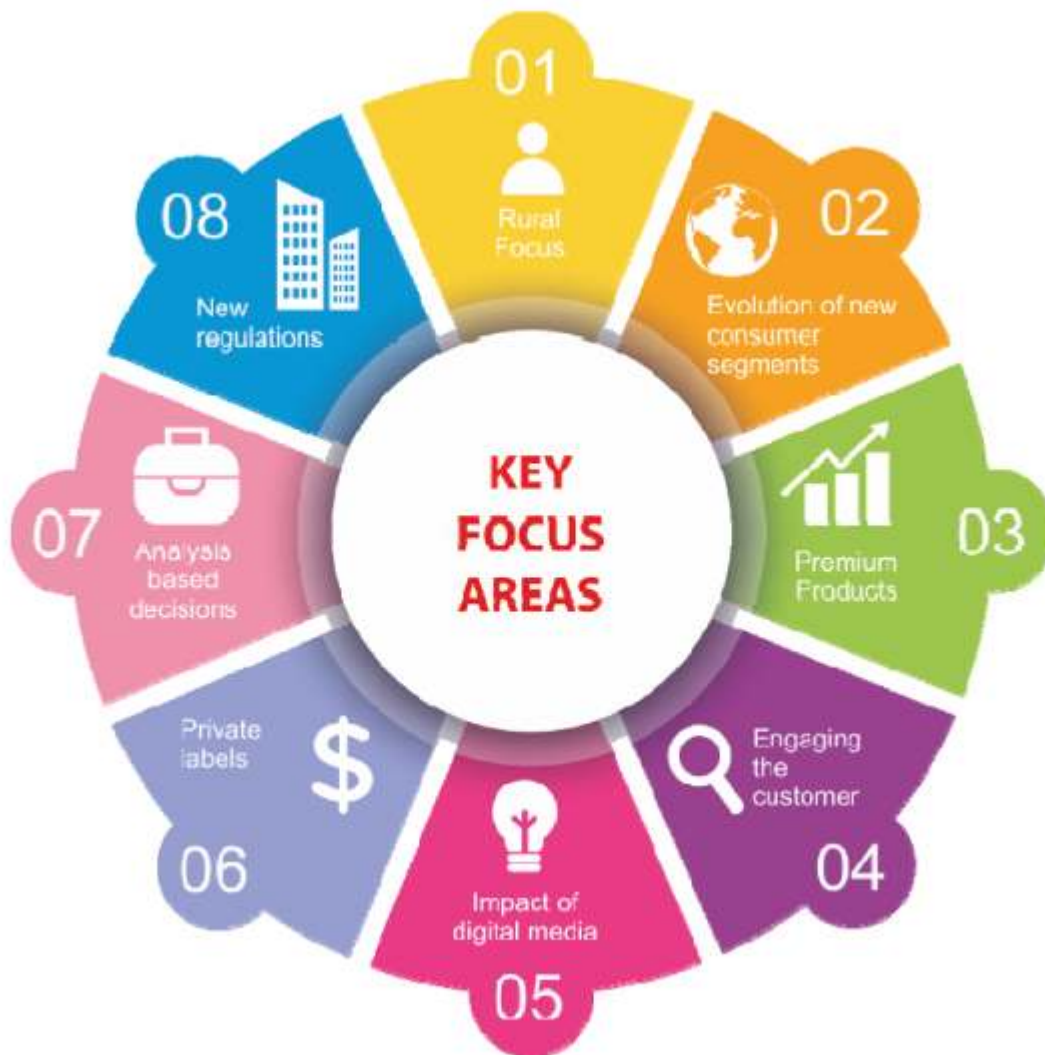 KEY
FOCUS
AREAS
01
Rural
Focus
02
Evolution of new
consumer
segments
03
Premium
Products
04
Engaging
the
customer
05
Impact of
digital media
06
Private
labels
07
Analysis
based
decisions
08
New
regulations